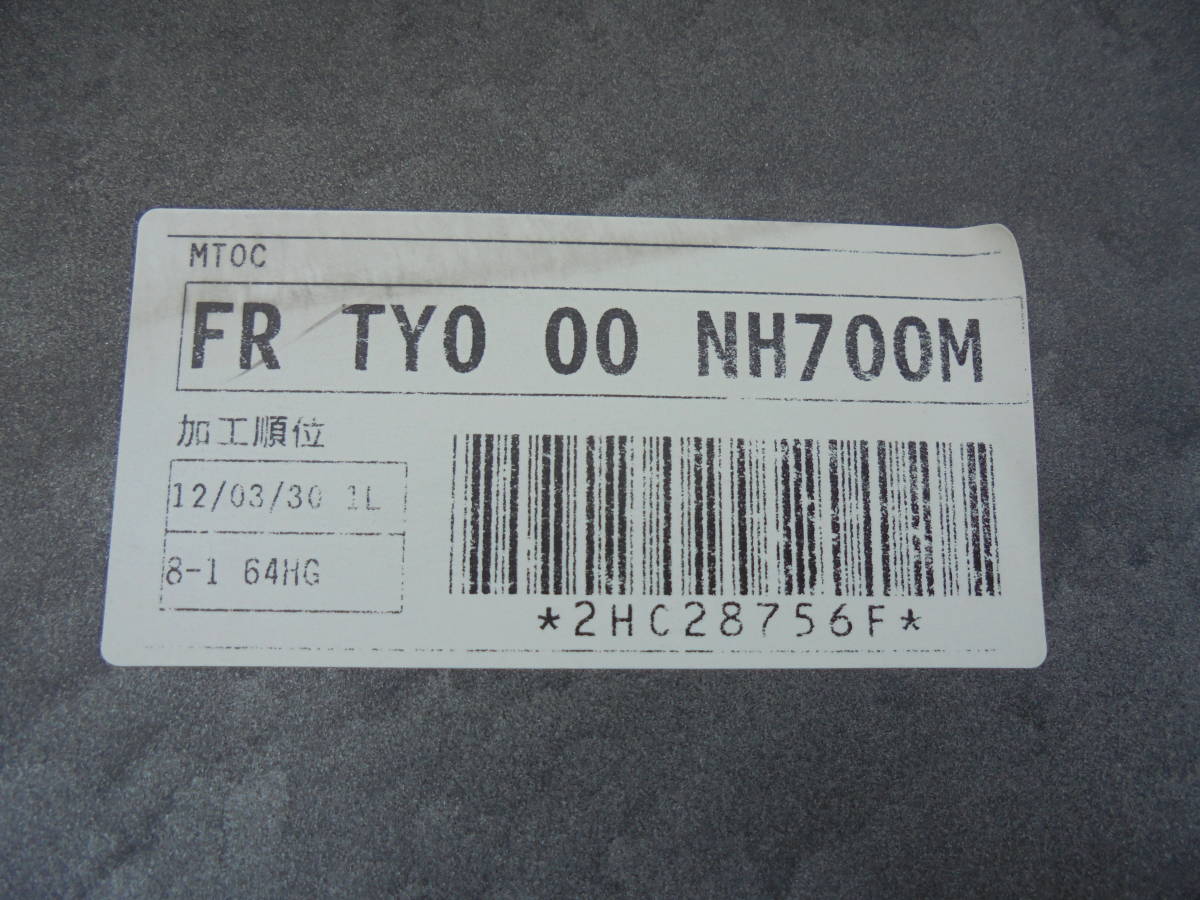 MTOC
FR TY0 00 NH700M
加工順位
12/03/30 1L
8-1 64HG
*2HC28756F*